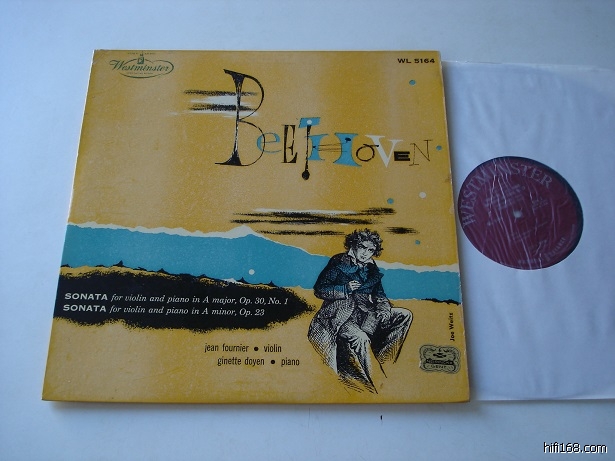 Westminster
WL 5164
BEETHOVEN
SONATA for violin and piano in A major, Op. 30, No. 1
SONATA for violin and piano in A minor, Op. 23
jean fournier • violin
ginette doyen • piano
Joe Weitz
WESTMINSTER
hifi168.com